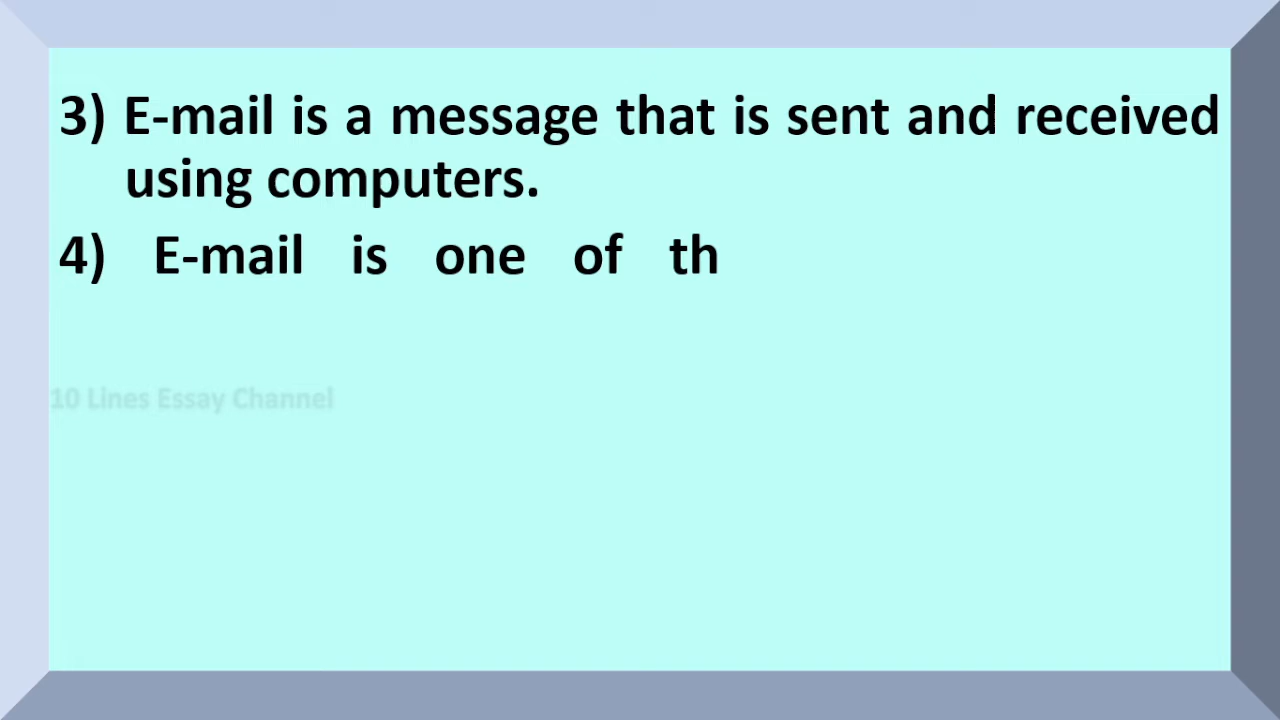 3) E-mail is a message that is sent and received
using computers.
4) E-mail is one of th
10 Lines Essay Channel